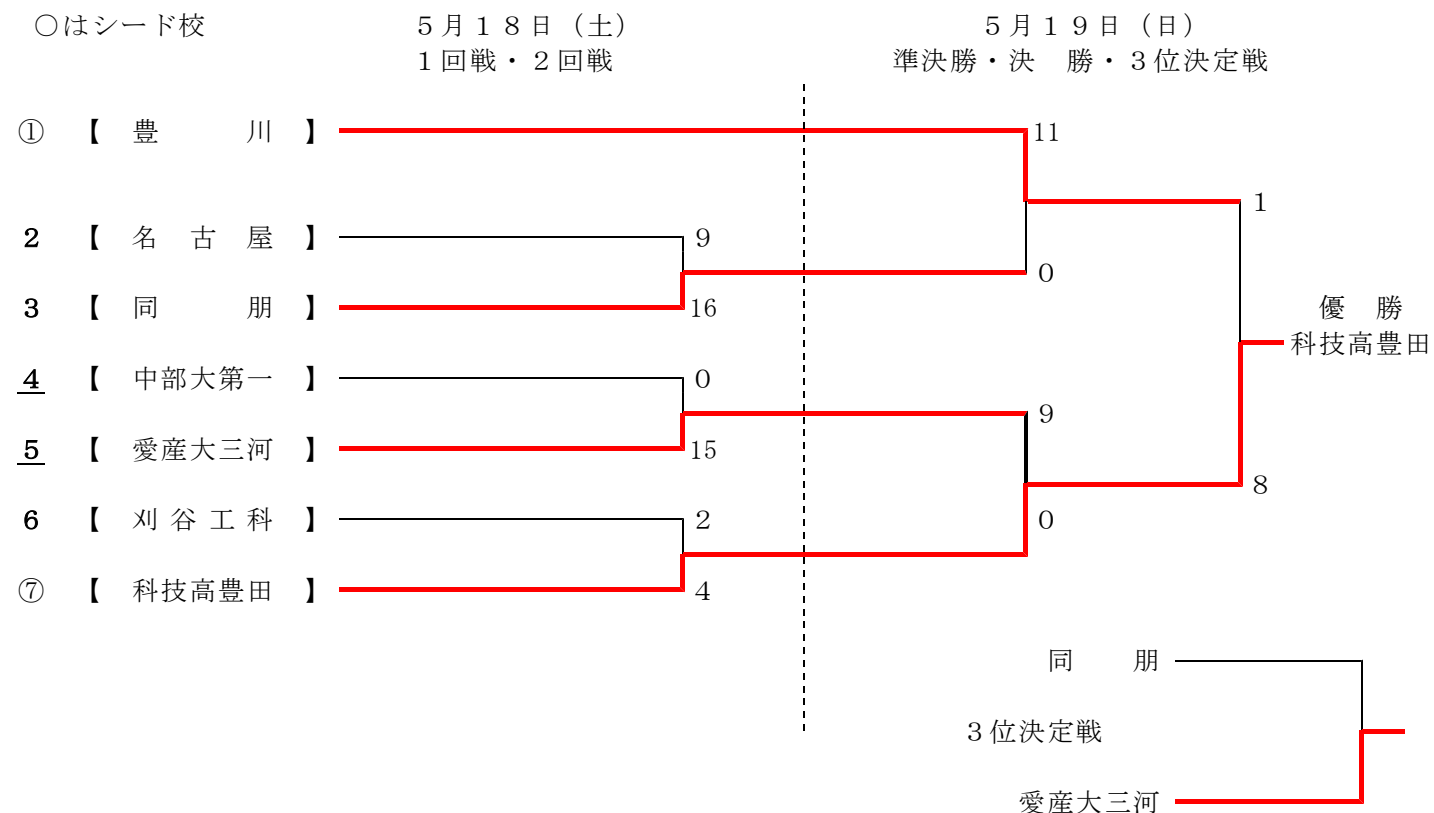 ○はシード校
５月１８日（土）
１回戦・２回戦
５月１９日（日）
準決勝・決　勝・３位決定戦
① 【 豊　川 】
11
1
2 【 名 古 屋 】
9
0
3 【 同　朋 】
16
優　勝
科技高豊田
4 【 中部大第一 】
0
9
5 【 愛産大三河 】
15
8
6 【 刈谷工科 】
2
0
⑦ 【 科技高豊田 】
4
同　朋
３位決定戦
愛産大三河